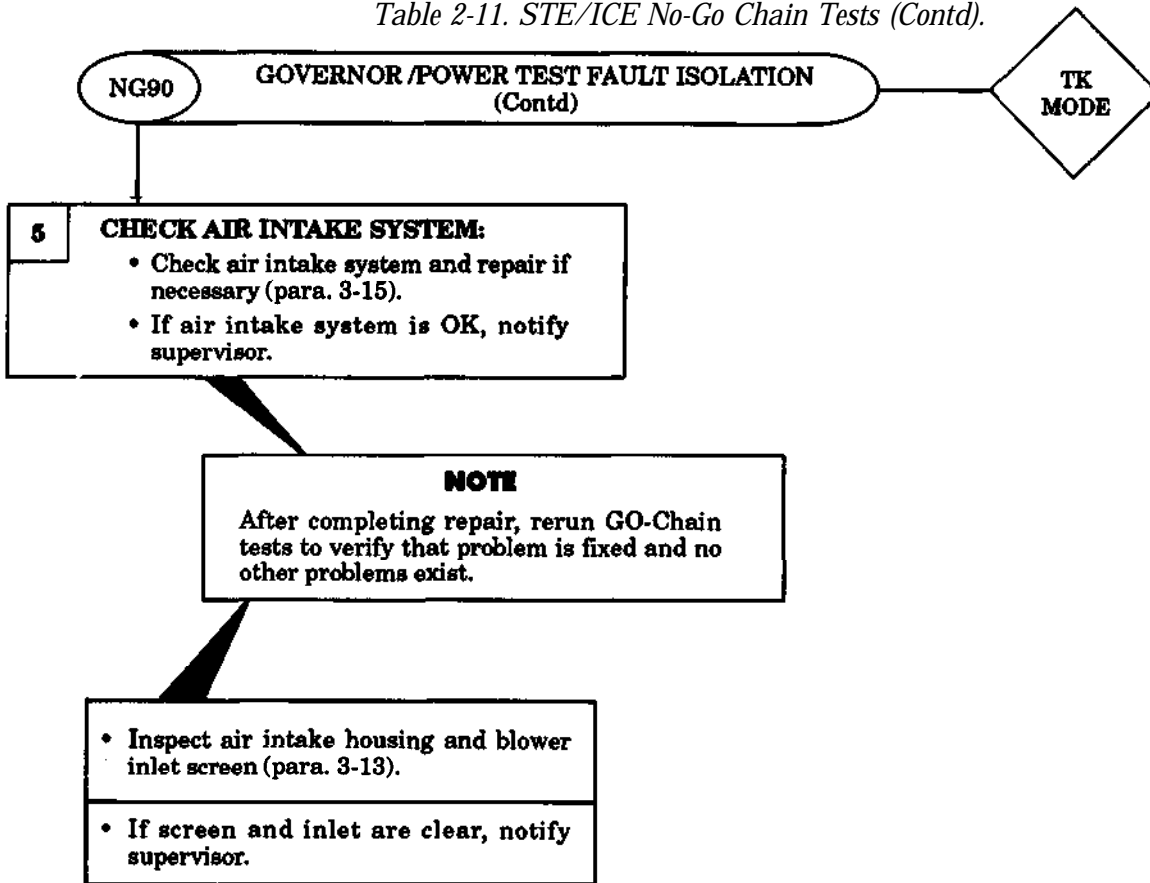 Table 2-11. STE/ICE No-Go Chain Tests (Contd).
NG90
GOVERNOR/POWER TEST FAULT ISOLATION
(Contd)
TK
MODE
5
CHECK AIR INTAKE SYSTEM:
• Check air intake system and repair if
necessary (para. 3-15).
• If air intake system is OK, notify
supervisor.
NOTE
After completing repair, rerun GO-Chain
tests to verify that problem is fixed and no
other problems exist.
• Inspect air intake housing and blower
inlet screen (para. 3-13).
• If screen and inlet are clear, notify
supervisor.